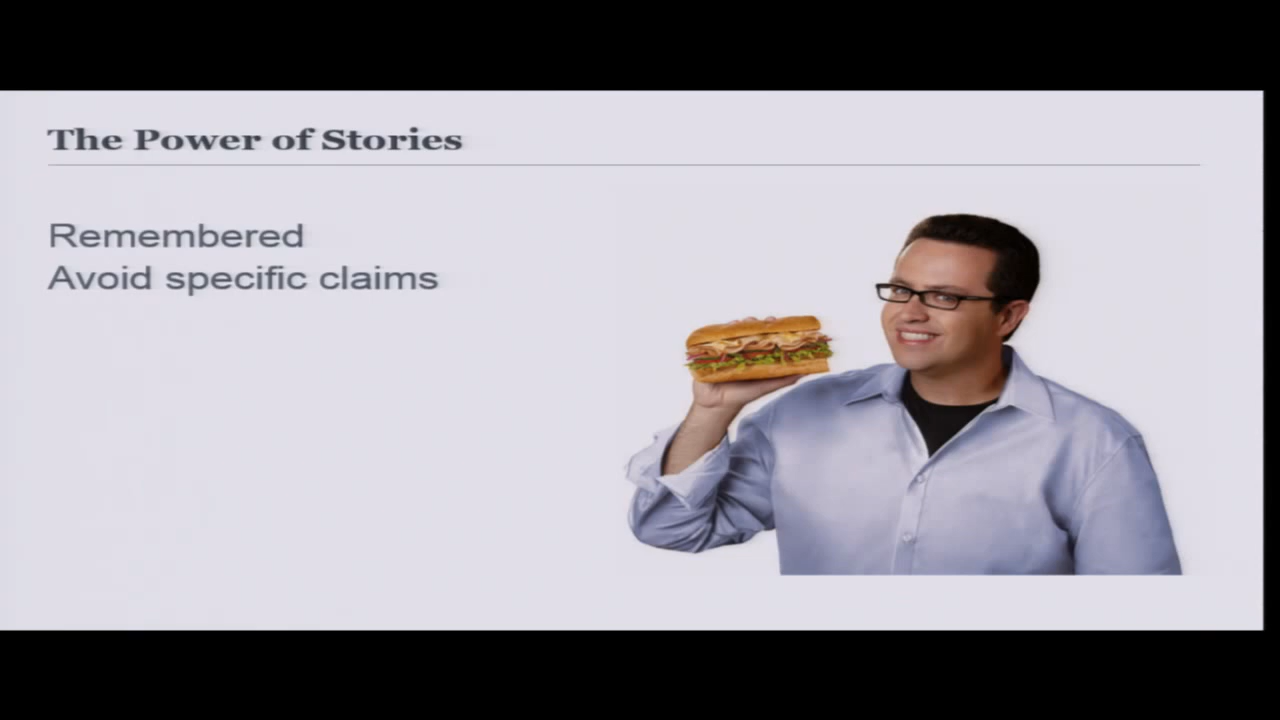 The Power of Stories
Remembered
Avoid specific claims